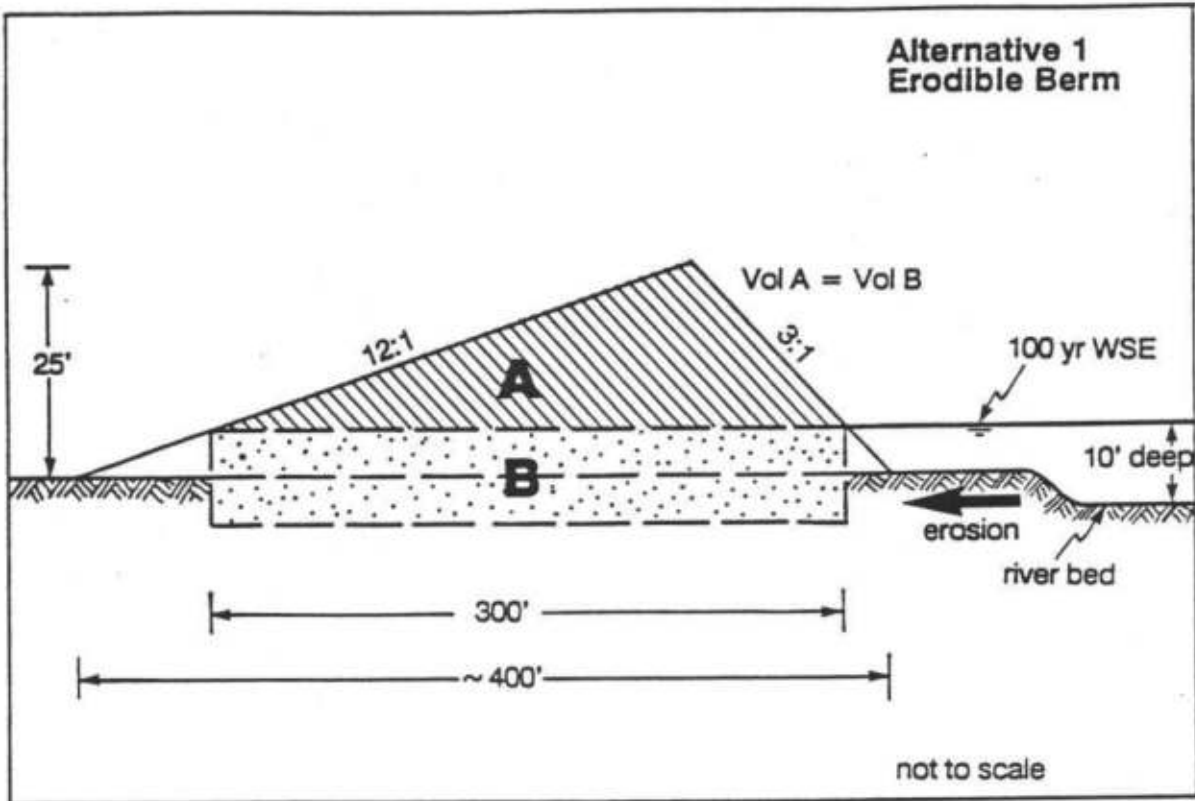 Alternative 1
Erodible Berm
Vol A = Vol B
25'
12:1
3:1
A
100 yr WSE
10' deep
B
erosion
river bed
300'
~ 400'
not to scale